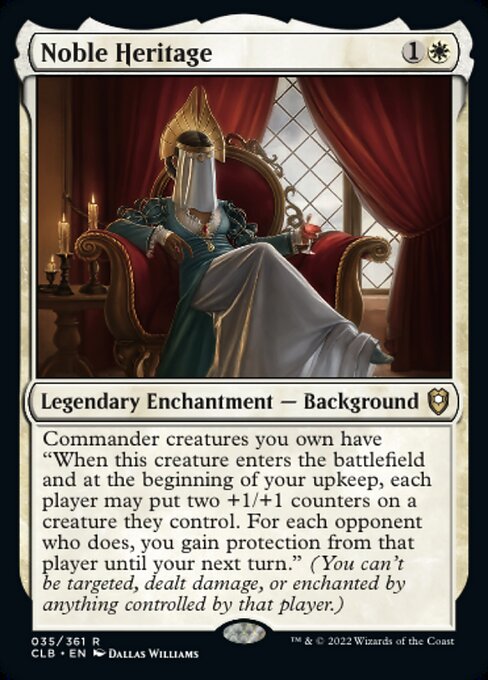 Noble Heritage 1
Legendary Enchantment — Background
Commander creatures you own have
“When this creature enters the battlefield
and at the beginning of your upkeep, each
player may put two +1/+1 counters on a
creature they control. For each opponent
who does, you gain protection from that
player until your next turn.” (You can’t
be targeted, dealt damage, or enchanted by
anything controlled by that player.)
035/361 R
CLB • EN Dallas Williams
™ & © 2022 Wizards of the Coast